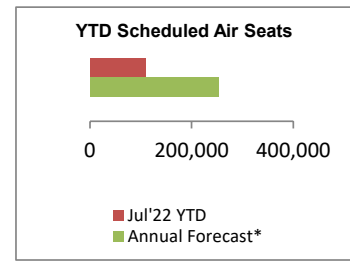 YTD Scheduled Air Seats
0 200,000 400,000
Jul'22 YTD
Annual Forecast*